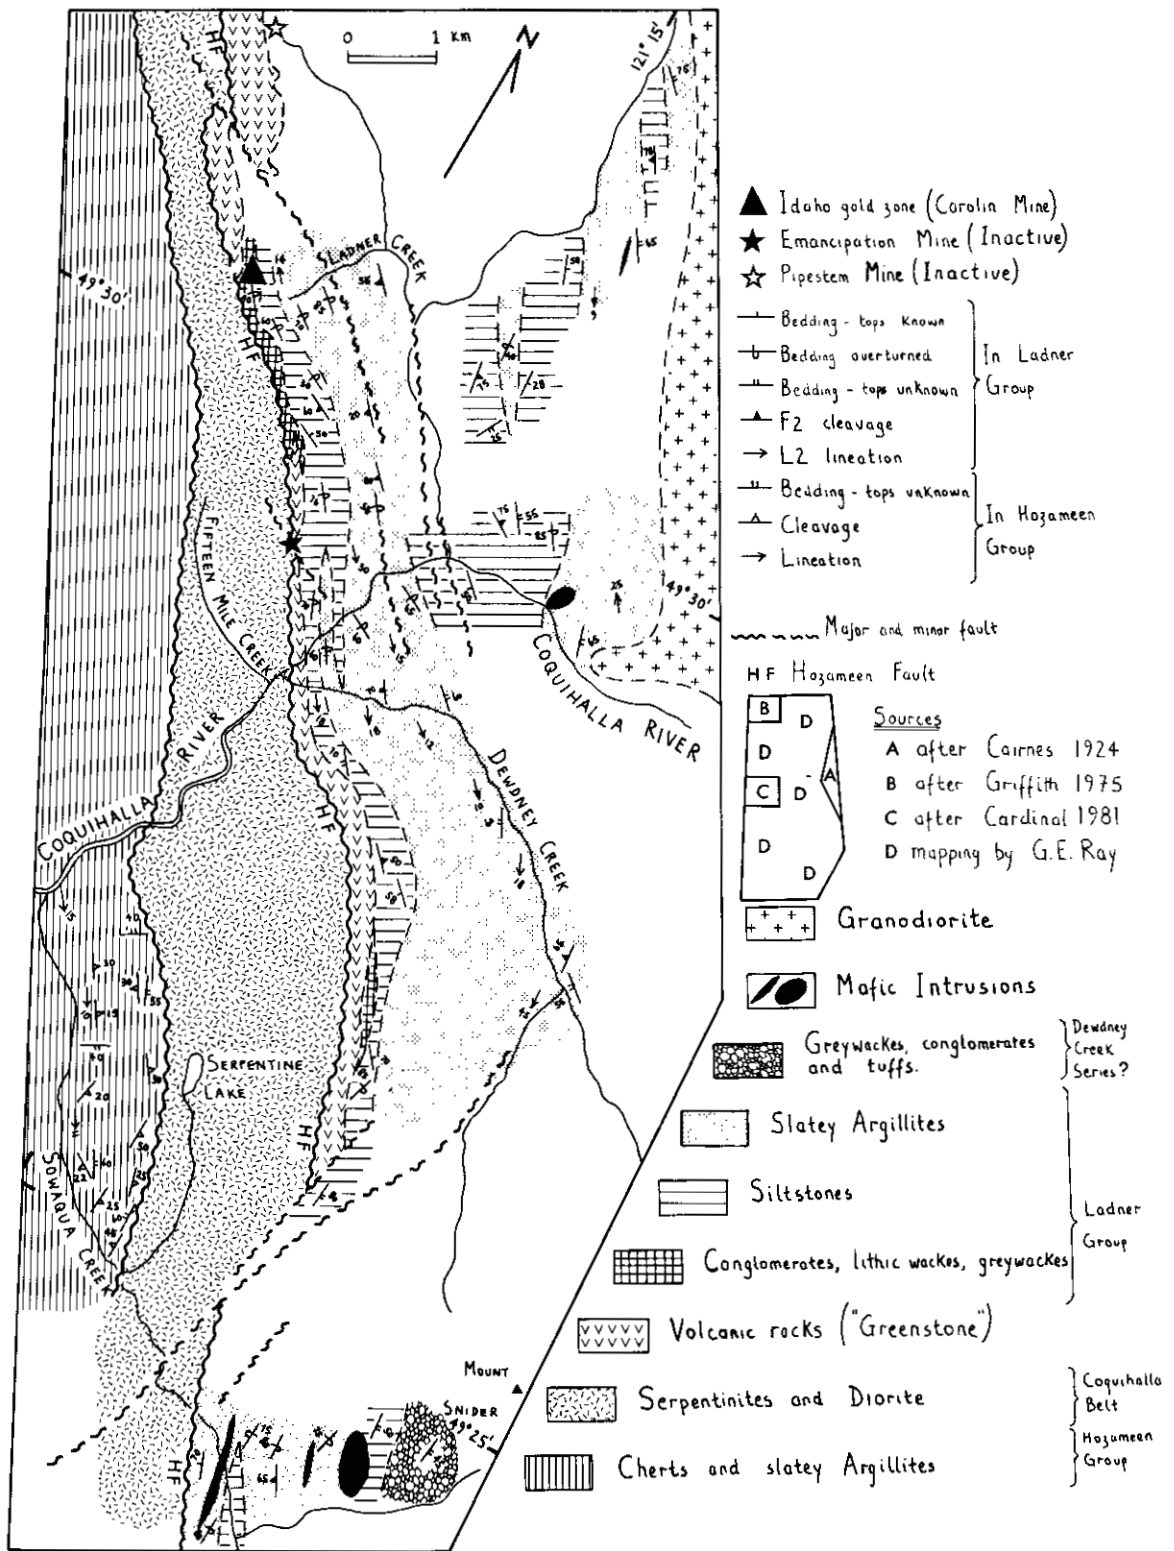 0 1 Km
N
121° 15'
HF
SLADNER CREEK
49° 30'
HF
FIFTEEN MILE CREEK
49° 30'
COQUIHALLA RIVER
COQUIHALLA RIVER
DEWDNEY CREEK
HF
SERPENTINE LAKE
HF
SOWAQUA CREEK
MOUNT SNIDER
49° 25'
HF
Idaho gold zone (Carolin Mine)
Emancipation Mine (Inactive)
Pipestem Mine (Inactive)
Bedding - tops known
Bedding overturned
Bedding - tops unknown
F2 cleavage
L2 lineation
In Ladner Group
Bedding - tops unknown
Cleavage
Lineation
In Hozameen Group
Major and minor fault
HF Hozameen Fault
B D
D A
C D
D
D
Sources
A after Cairnes 1924
B after Griffith 1975
C after Cardinal 1981
D mapping by G.E. Ray
Granodiorite
Mafic Intrusions
Greywackes, conglomerates and tuffs.
Dewdney Creek Series?
Slatey Argillites
Siltstones
Conglomerates, lithic wackes, greywackes
Ladner Group
Volcanic rocks ("Greenstone")
Serpentinites and Diorite
Coquihalla Belt
Cherts and slatey Argillites
Hozameen Group